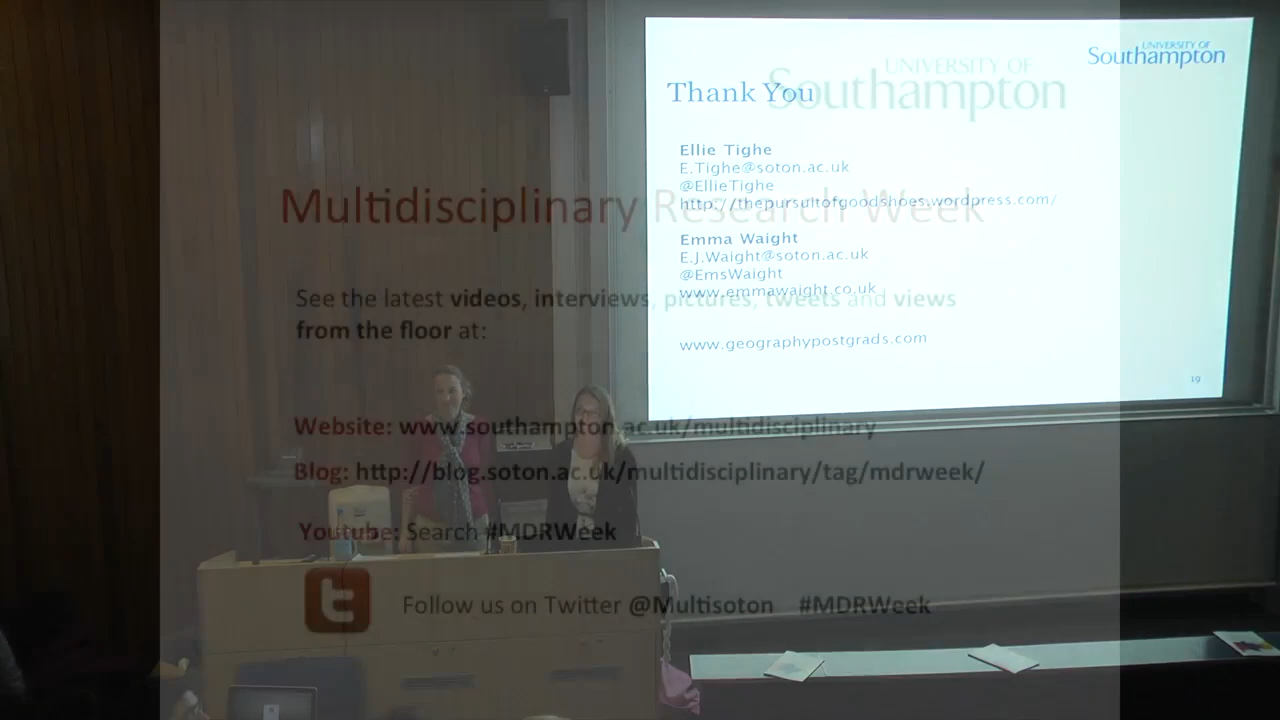 UNIVERSITY OF
Southampton
Thank You
Ellie Tighe
E.Tighe@soton.ac.uk
@EllieTighe
http://thepursuitofgoodshoes.wordpress.com/
Emma Waight
E.J.Waight@soton.ac.uk
@EmsWaight
www.emmawaight.co.uk
www.geographypostgrads.com
19
UNIVERSITY OF
Southampton
Multidisciplinary Research Week
See the latest videos, interviews, pictures, tweets and views
from the floor at:
Website: www.southampton.ac.uk/multidisciplinary
Blog: http://blog.soton.ac.uk/multidisciplinary/tag/mdrweek/
Youtube: Search #MDRWeek
Follow us on Twitter @Multisoton #MDRWeek